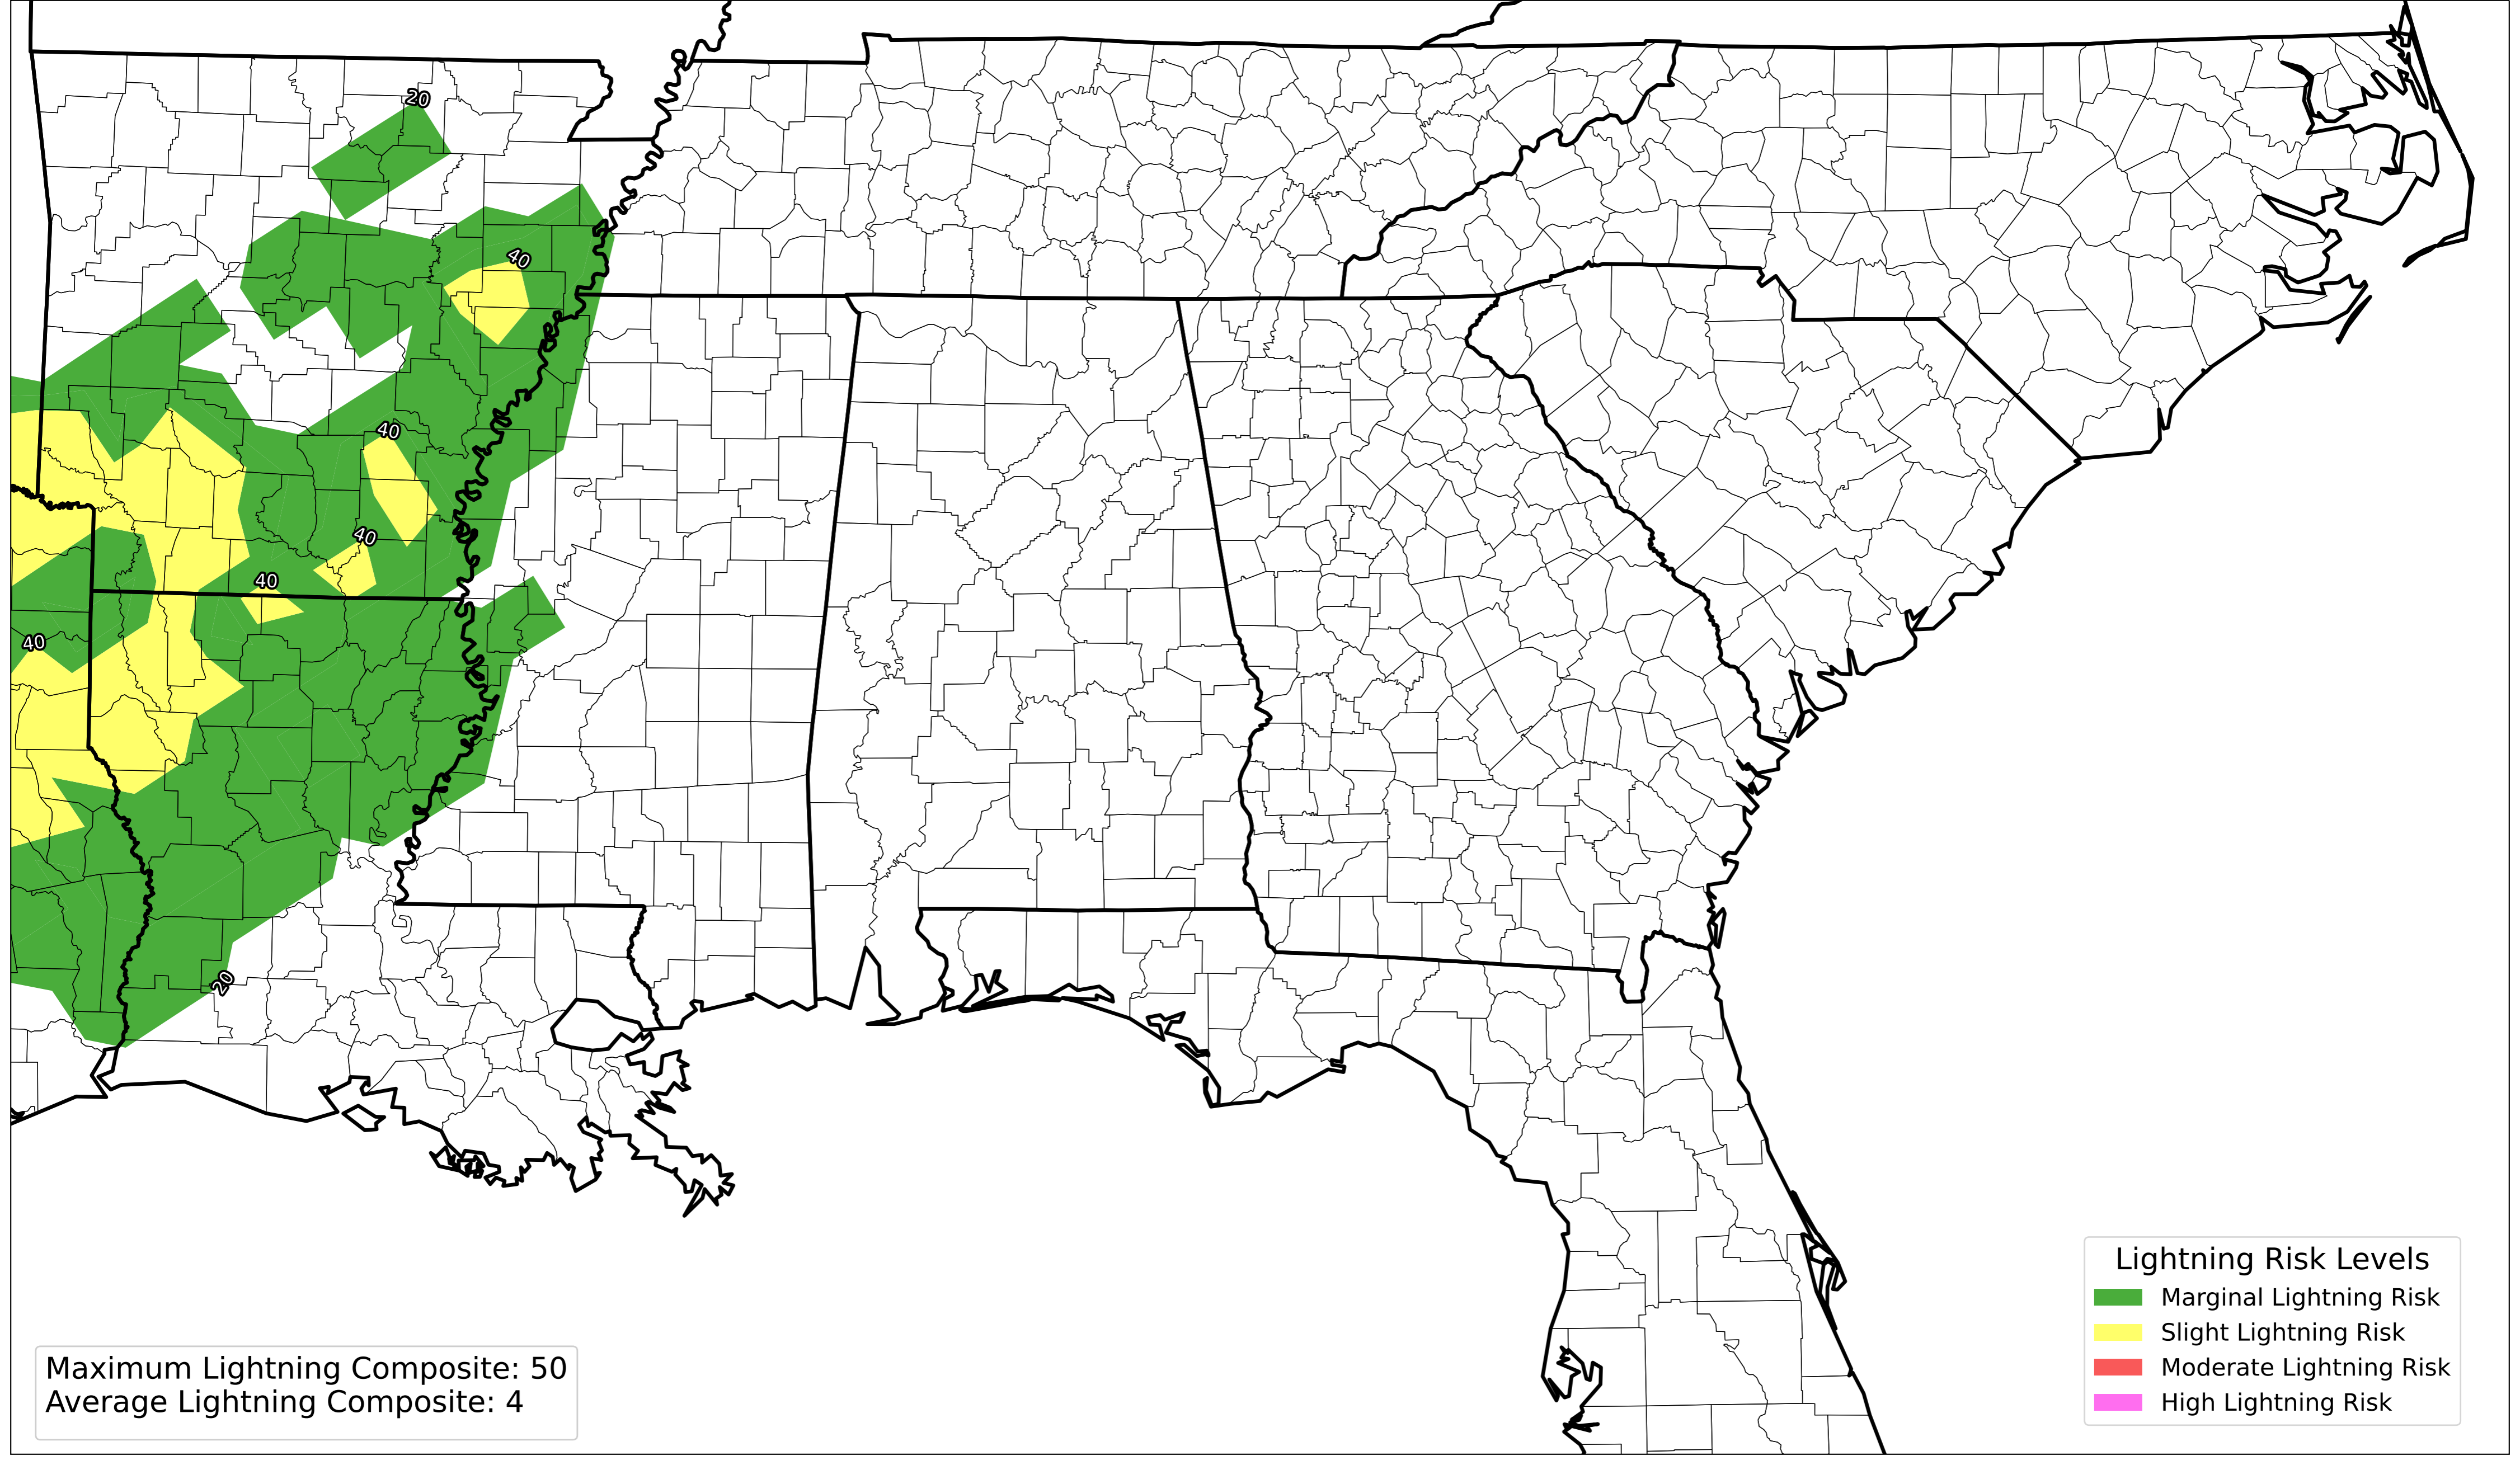 20
40
40
40
40
40
20
Lightning Risk Levels
Marginal Lightning Risk
Slight Lightning Risk
Moderate Lightning Risk
High Lightning Risk
Maximum Lightning Composite: 50
Average Lightning Composite: 4